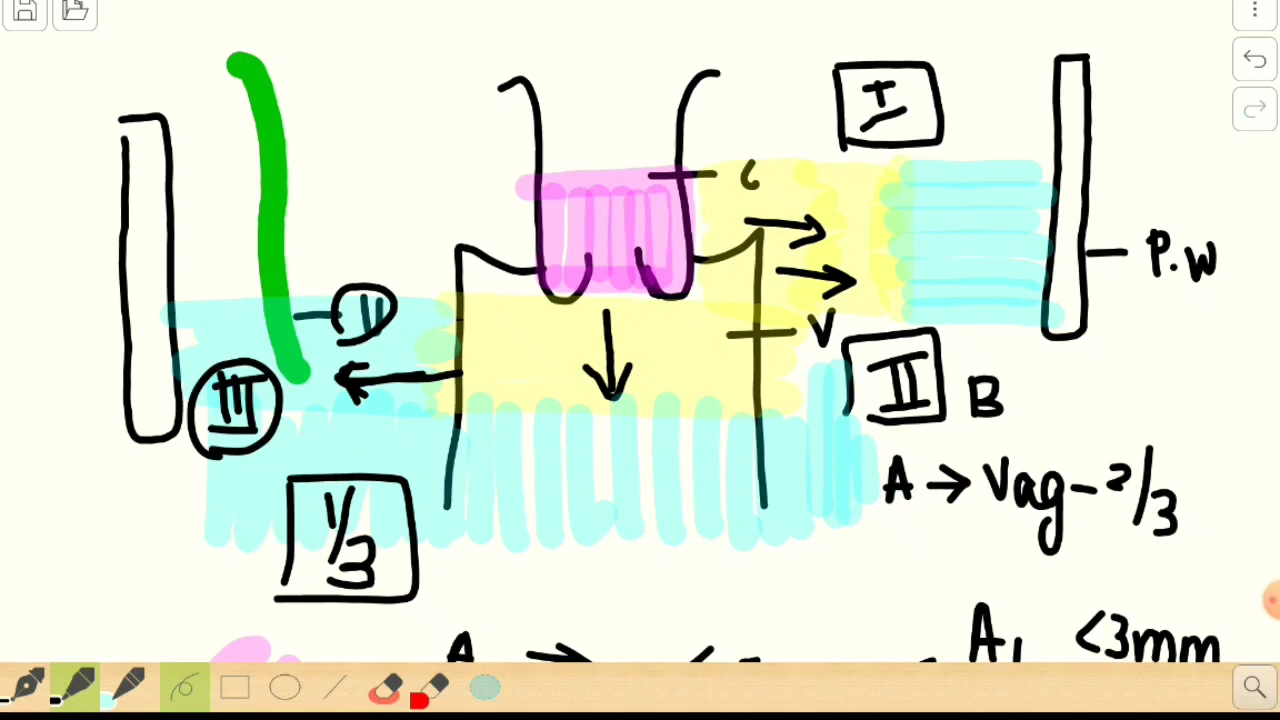 I
C
P.W
II
V
III
II B
A → Vag - 2/3
1/3
A
A1 <3mm